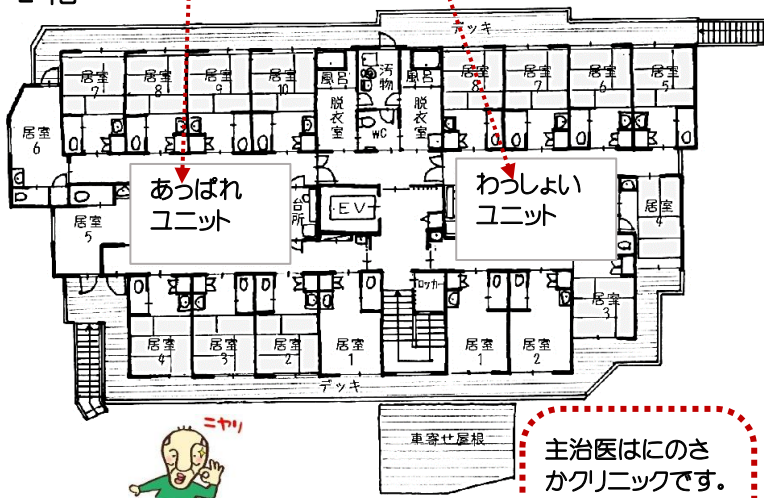 デッキ
居室
7
居室
8
居室
9
居室
10
風呂
汚物
風呂
居室
8
居室
7
居室
6
居室
5
脱衣室
WC
脱衣室
居室
6
あっぱれ
ユニット
台所
EV
わっしょい
ユニット
居室
4
居室
5
ロッカー
居室
3
居室
4
居室
3
居室
2
居室
1
居室
1
居室
2
デッキ
ニヤリ
車寄せ屋根
主治医はにのさ
かクリニックです。